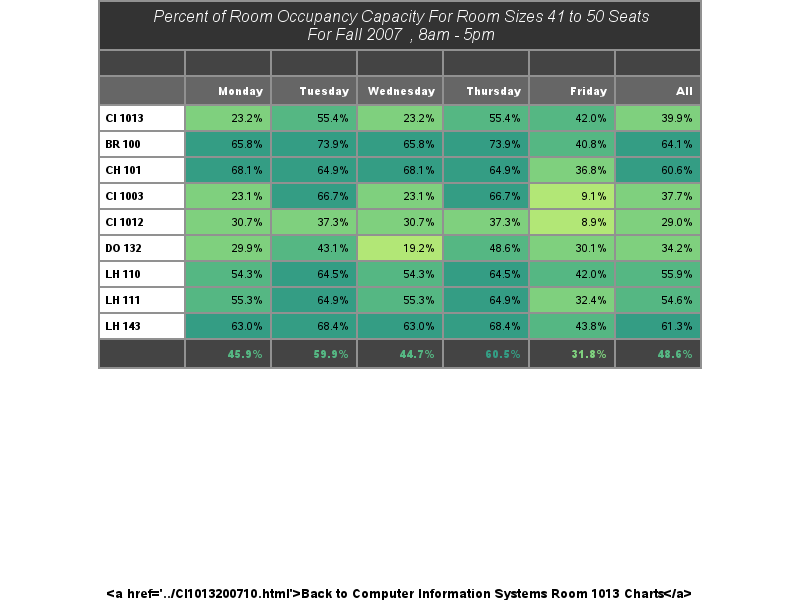 Percent of Room Occupancy Capacity For Room Sizes 41 to 50 Seats
For Fall 2007 , 8am - 5pm
Monday Tuesday Wednesday Thursday Friday All
CI 1013 23.2% 55.4% 23.2% 55.4% 42.0% 39.9%
BR 100 65.8% 73.9% 65.8% 73.9% 40.8% 64.1%
CH 101 68.1% 64.9% 68.1% 64.9% 36.8% 60.6%
CI 1003 23.1% 66.7% 23.1% 66.7% 9.1% 37.7%
CI 1012 30.7% 37.3% 30.7% 37.3% 8.9% 29.0%
DO 132 29.9% 43.1% 19.2% 48.6% 30.1% 34.2%
LH 110 54.3% 64.5% 54.3% 64.5% 42.0% 55.9%
LH 111 55.3% 64.9% 55.3% 64.9% 32.4% 54.6%
LH 143 63.0% 68.4% 63.0% 68.4% 43.8% 61.3%
45.9% 59.9% 44.7% 60.5% 31.8% 48.6%
<a href='../CI1013200710.html'>Back to Computer Information Systems Room 1013 Charts</a>